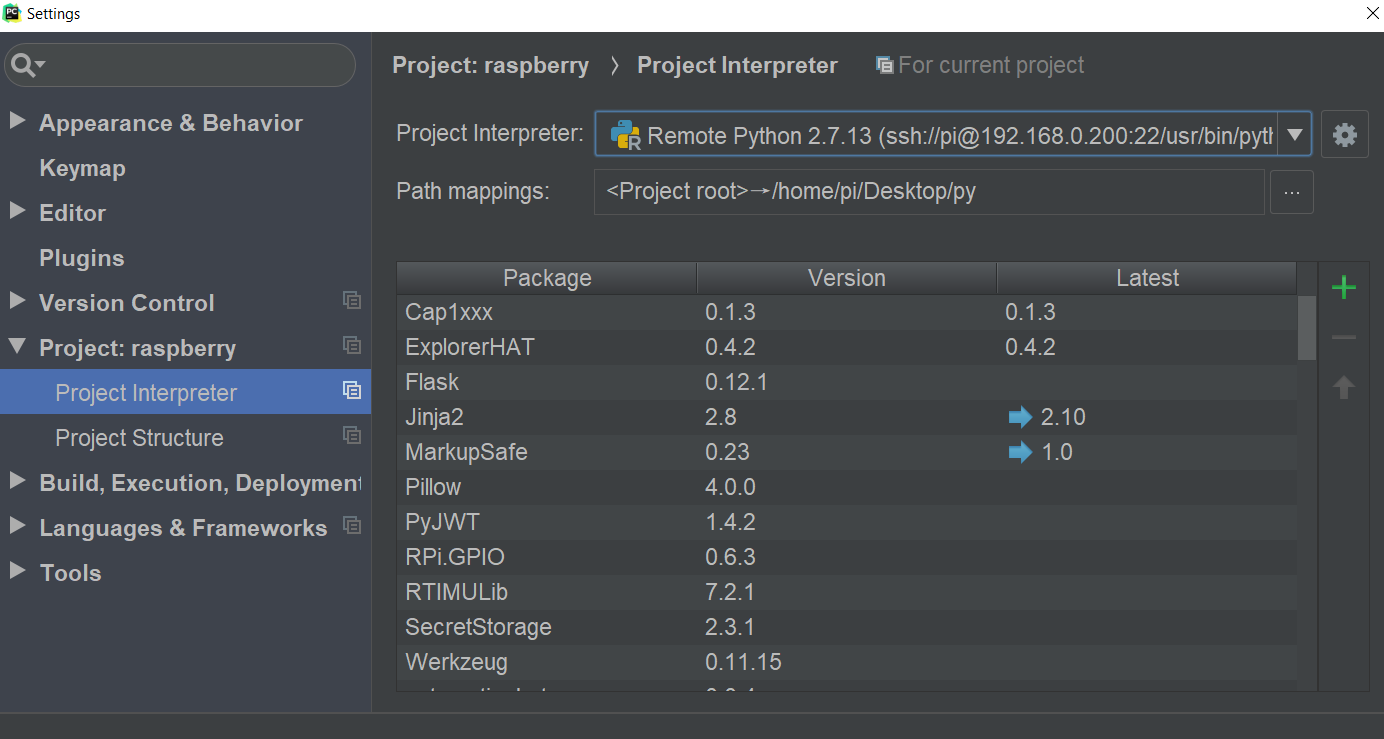 Settings
Project: raspberry › Project Interpreter For current project
Appearance & Behavior
Keymap
Editor
Plugins
Version Control
Project: raspberry
Project Interpreter
Project Structure
Build, Execution, Deployment
Languages & Frameworks
Tools
Project Interpreter: Remote Python 2.7.13 (ssh://pi@192.168.0.200:22/usr/bin/pyth
Path mappings: <Project root>→/home/pi/Desktop/py ...
Package Version Latest
Cap1xxx 0.1.3 0.1.3
ExplorerHAT 0.4.2 0.4.2
Flask 0.12.1
Jinja2 2.8 2.10
MarkupSafe 0.23 1.0
Pillow 4.0.0
PyJWT 1.4.2
RPi.GPIO 0.6.3
RTIMULib 7.2.1
SecretStorage 2.3.1
Werkzeug 0.11.15